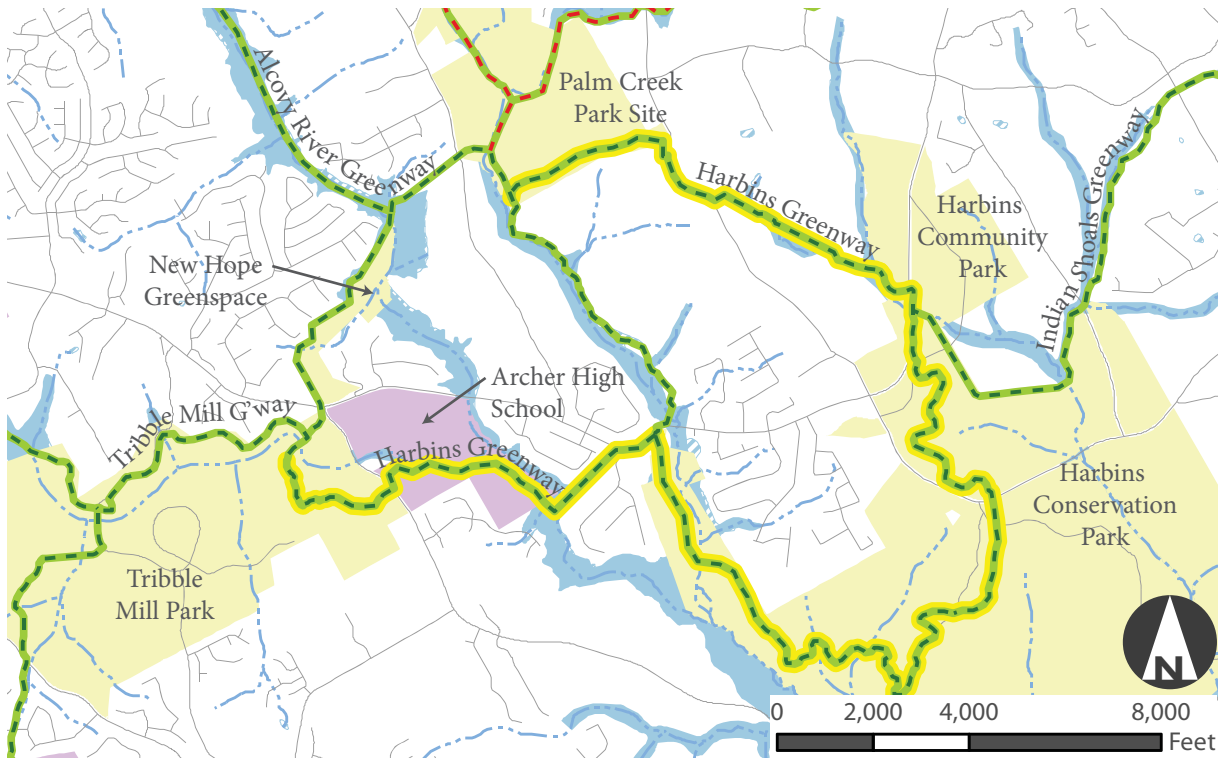 Alcovy River Greenway
Palm Creek
Park Site
Harbins Greenway
Harbins
Community
Park
Indian Shoals Greenway
New Hope
Greenspace
Archer High
School
Tribble Mill G'way
Harbins Greenway
Harbins
Conservation
Park
Tribble
Mill Park
N
0 2,000 4,000 8,000
Feet